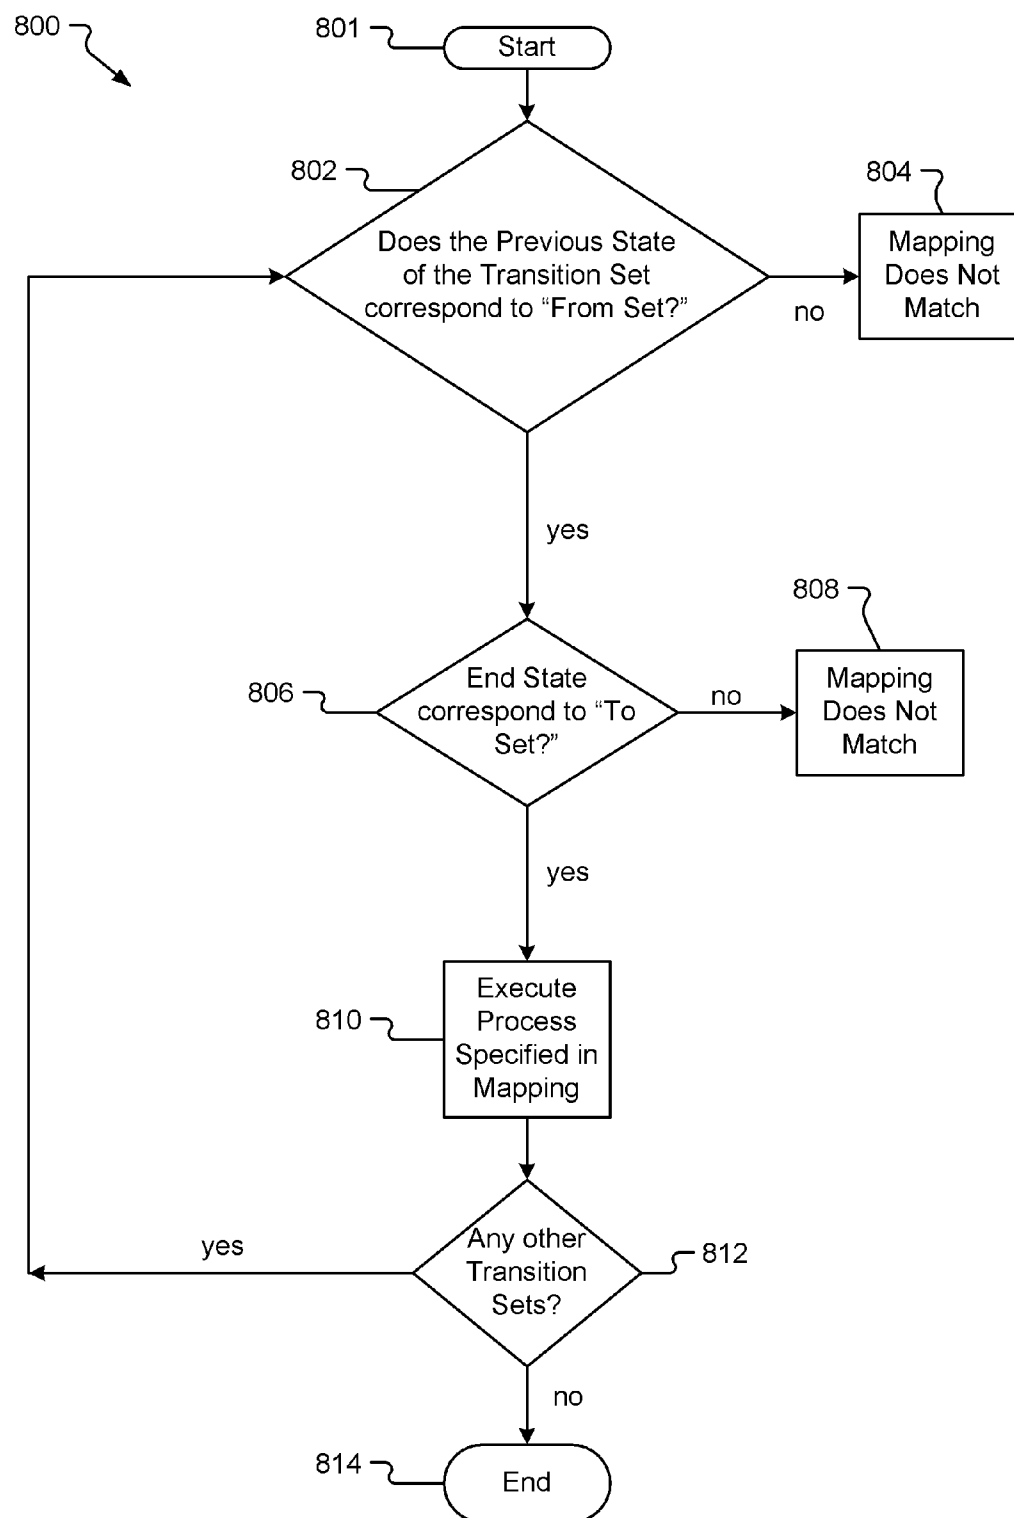 800
801
Start
802
Does the Previous State
of the Transition Set
correspond to “From Set?”
no
804
Mapping
Does Not
Match
yes
806
End State
correspond to “To
Set?”
no
808
Mapping
Does Not
Match
yes
810
Execute
Process
Specified in
Mapping
yes
Any other
Transition
Sets?
812
no
814
End